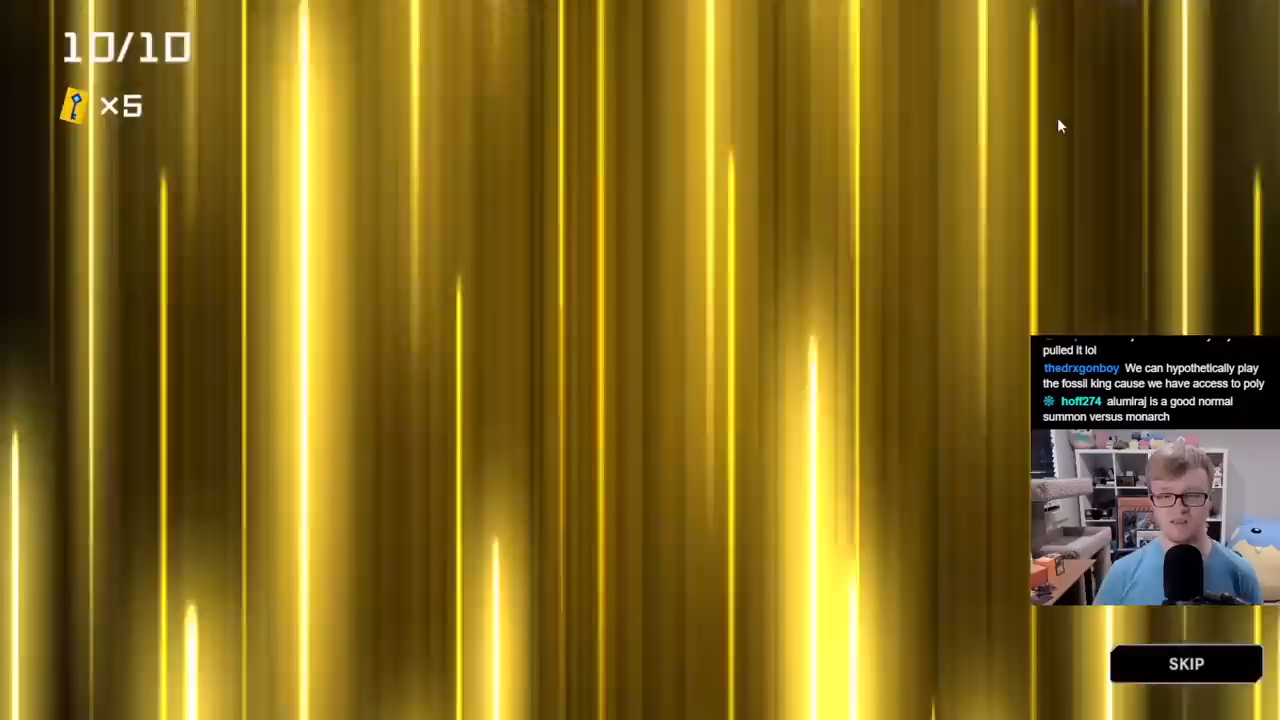 10/10
×5
pulled it lol
thedrxgonboy We can hypothetically play
the fossil king cause we have access to poly
hoff274 alumiraj is a good normal
summon versus monarch
SKIP